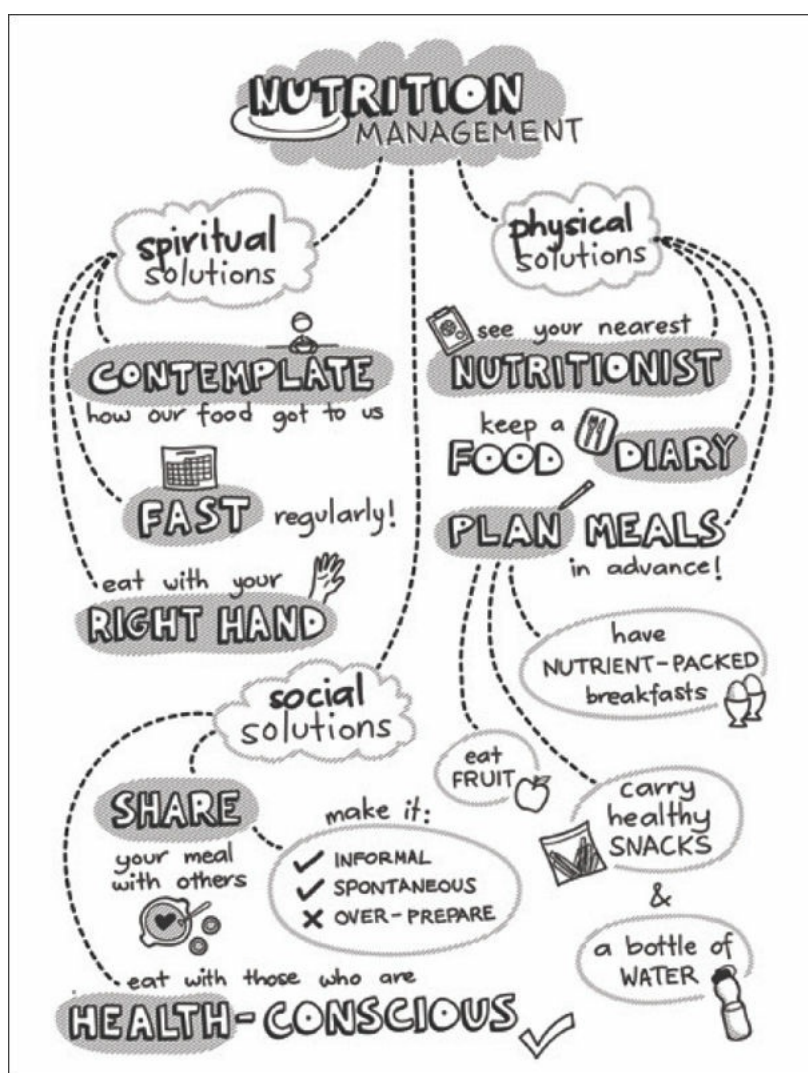 NUTRITION
MANAGEMENT
spiritual
solutions
CONTEMPLATE
how our food got to us
FAST regularly!
eat with your
RIGHT HAND
physical
solutions
see your nearest
NUTRITIONIST
keep a
FOOD DIARY
PLAN MEALS
in advance!
have
NUTRIENT-PACKED
breakfasts
eat
FRUIT
carry
healthy
SNACKS
&
a bottle of
WATER
social
solutions
SHARE
your meal
with others
make it:
✓ INFORMAL
✓ SPONTANEOUS
✗ OVER-PREPARE
eat with those who are
HEALTH-CONSCIOUS